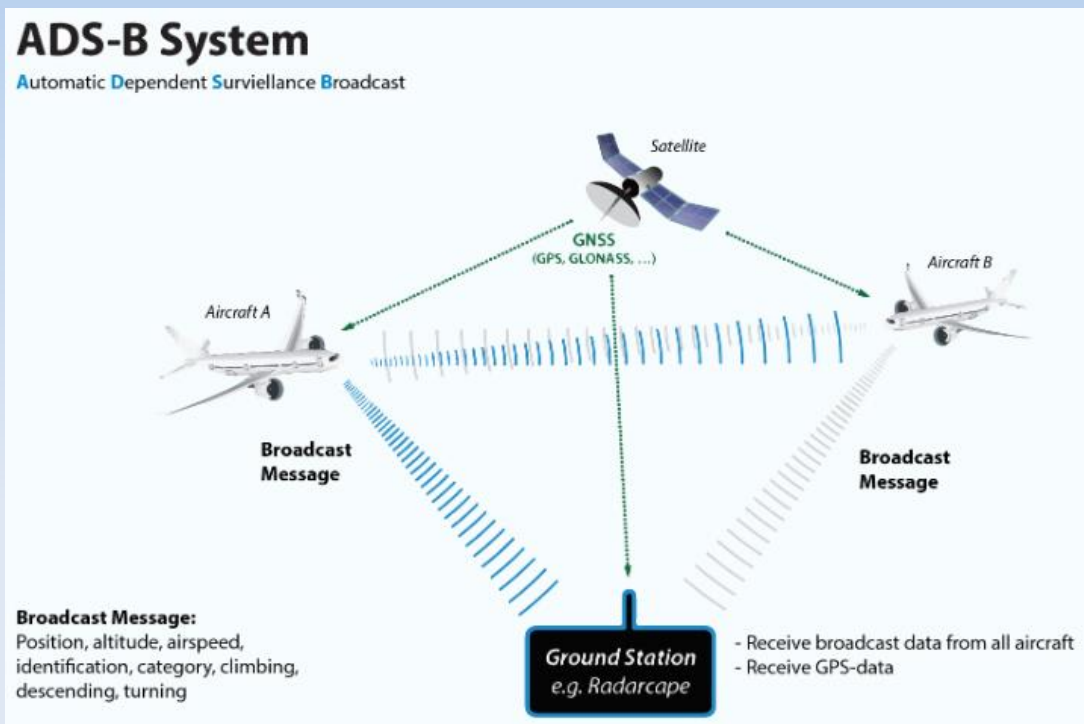 ADS-B System
Automatic Dependent Surviellance Broadcast
Satellite
GNSS
(GPS, GLONASS, ...)
Aircraft B
Aircraft A
Broadcast
Message
Broadcast
Message
Broadcast Message:
Position, altitude, airspeed,
identification, category, climbing,
descending, turning
Ground Station
e.g. Radarcape
- Receive broadcast data from all aircraft
- Receive GPS-data